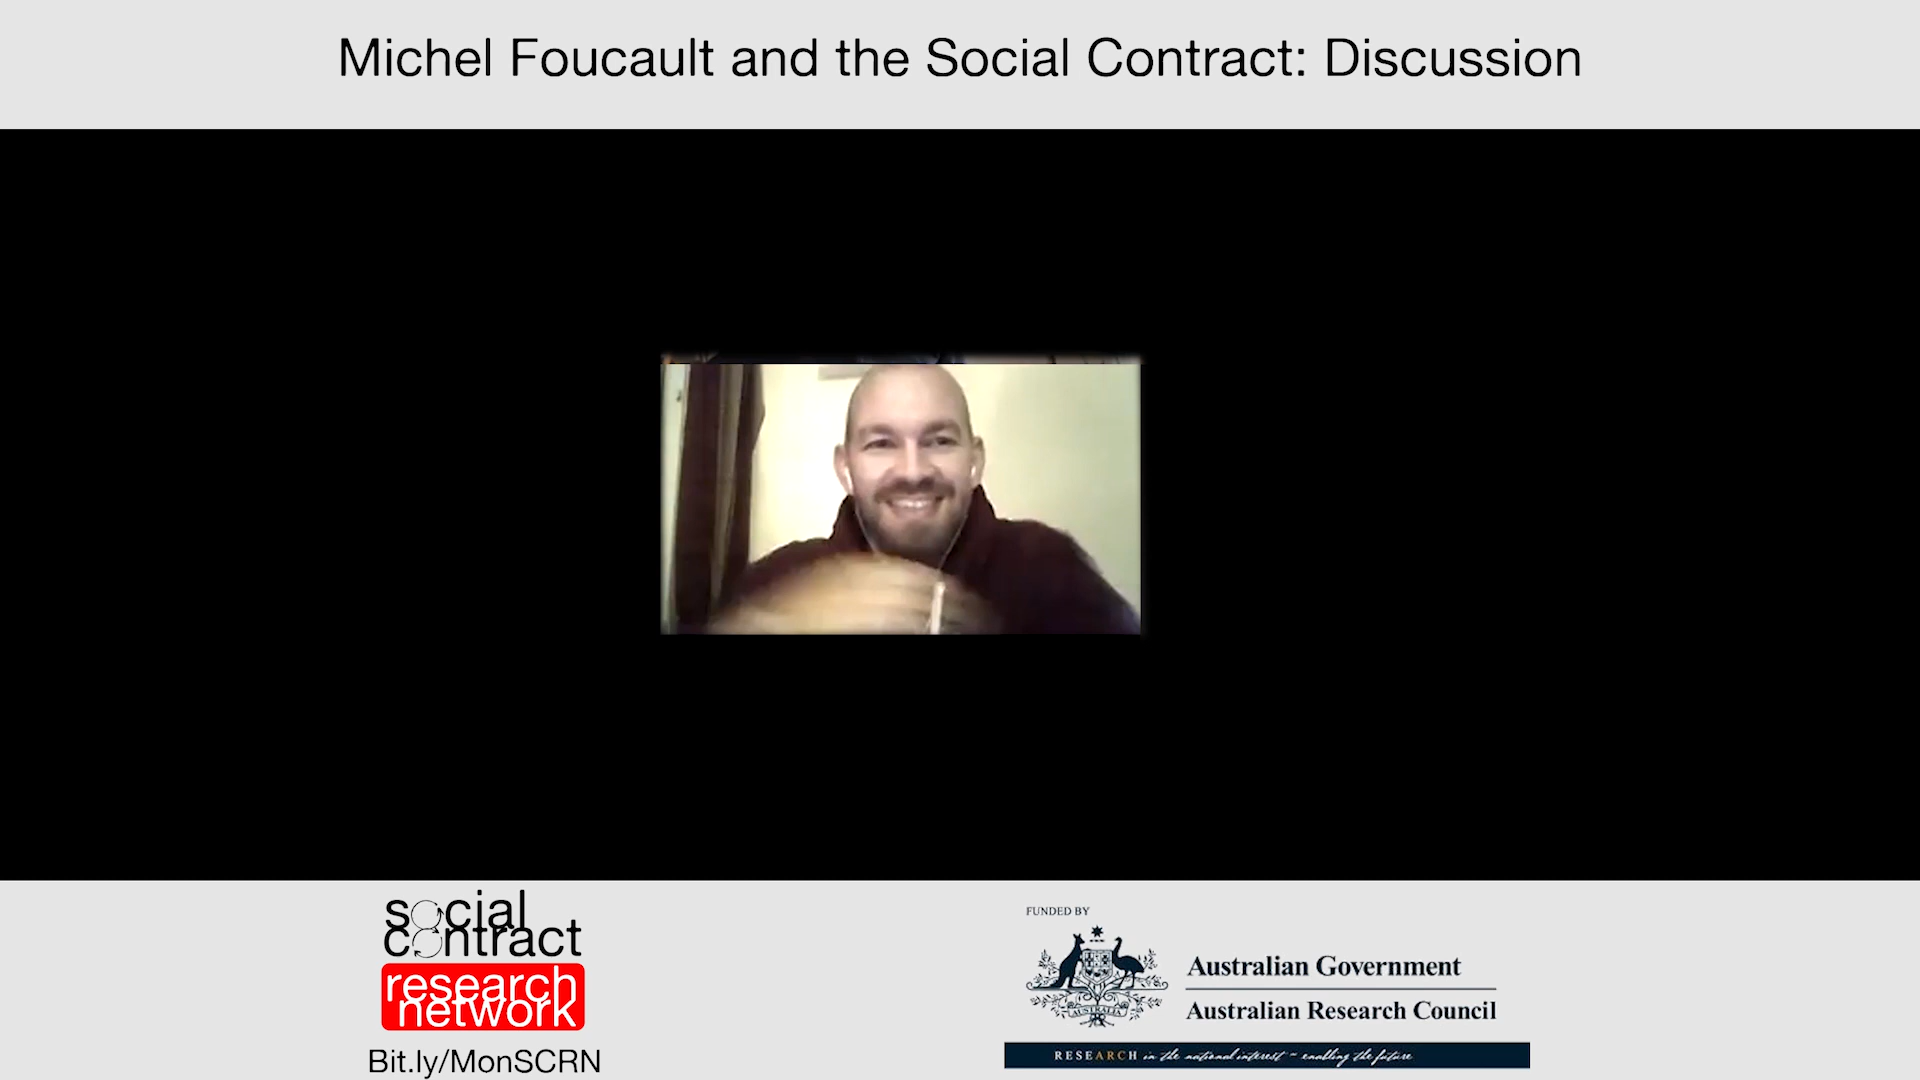 Michel Foucault and the Social Contract: Discussion
social
contract
research
network
Bit.ly/MonSCRN
FUNDED BY
AUSTRALIA
Australian Government
Australian Research Council
RESEARCH in the national interest ~ enabling the future